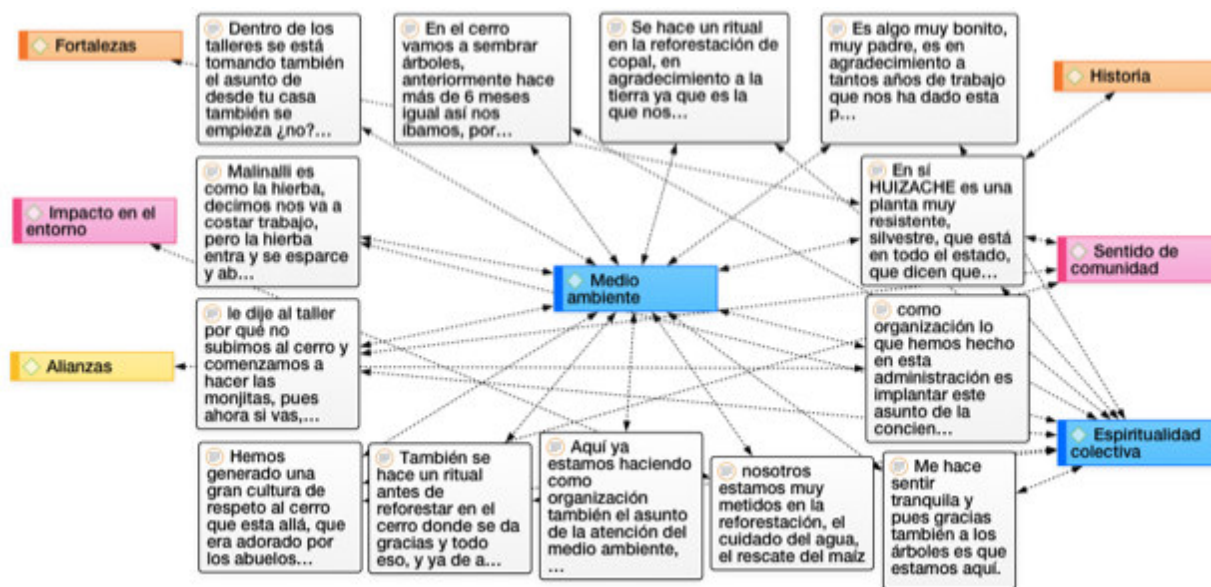 Fortalezas
Dentro de los
talleres se está
tomando también
el asunto de
desde tu casa
también se
empieza ¿no?...
En el cerro
vamos a sembrar
árboles,
anteriormente hace
más de 6 meses
igual así nos
íbamos, por...
Se hace un ritual
en la reforestación de
copal, en
agradecimiento a la
tierra ya que es la
que nos...
Es algo muy bonito,
muy padre, es en
agradecimiento a
tantos años de trabajo
que nos ha dado esta
p...
Historia
Impacto en el
entorno
Malinalli es
como la hierba,
decimos nos va a
costar trabajo,
pero la hierba
entra y se esparce
y ab...
Medio
ambiente
En sí
HUIZACHE es una
planta muy
resistente,
silvestre, que está
en todo el estado,
que dicen que...
Sentido de
comunidad
Alianzas
le dije al taller
por qué no
subimos al cerro y
comenzamos a
hacer las
monjitas, pues
ahora si vas,...
como
organización lo
que hemos hecho
en esta
administración es
implantar este
asunto de la
concien...
Espiritualidad
colectiva
Hemos
generado una
gran cultura de
respeto al cerro
que esta allá, que
era adorado por
los abuelos...
También se
hace un ritual
antes de
reforestar en el
cerro donde se da
gracias y todo
eso, y ya de a...
Aquí ya
estamos haciendo
como
organización
también el asunto
de la atención del
medio ambiente,
...
nosotros
estamos muy
metidos en la
reforestación, el
cuidado del agua,
el rescate del maíz
Me hace
sentir
tranquila y
pues gracias
también a los
árboles es que
estamos aquí.